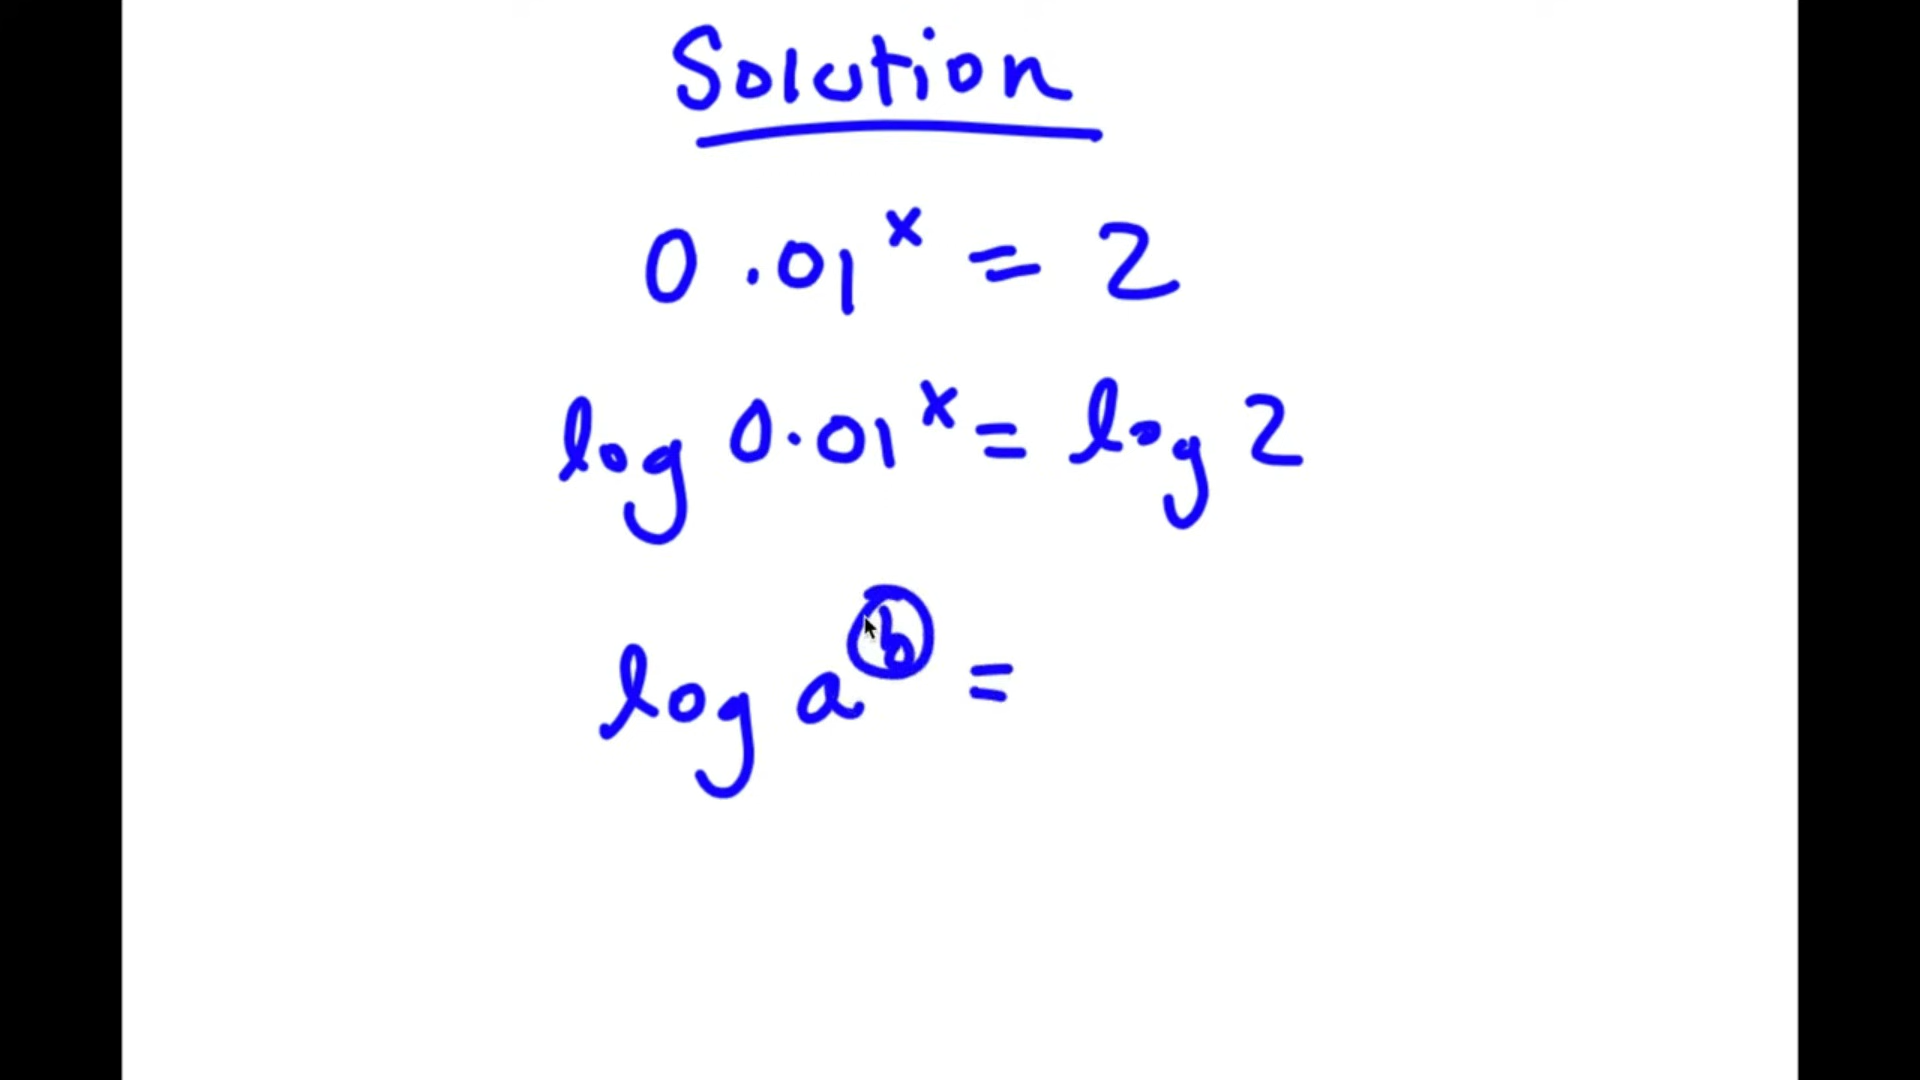 Solution
0.01^x = 2
log 0.01^x = log 2
log a^b =